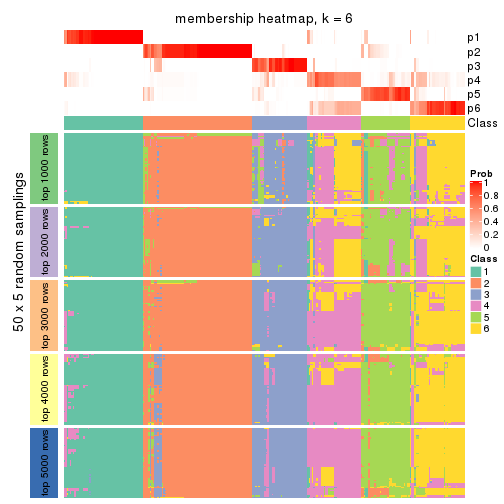 membership heatmap, k = 6
p1
p2
p3
p4
p5
p6
Class
50 x 5 random samplings
top 1000 rows
top 2000 rows
top 3000 rows
top 4000 rows
top 5000 rows
Prob
1
0.8
0.6
0.4
0.2
0
Class
1
2
3
4
5
6